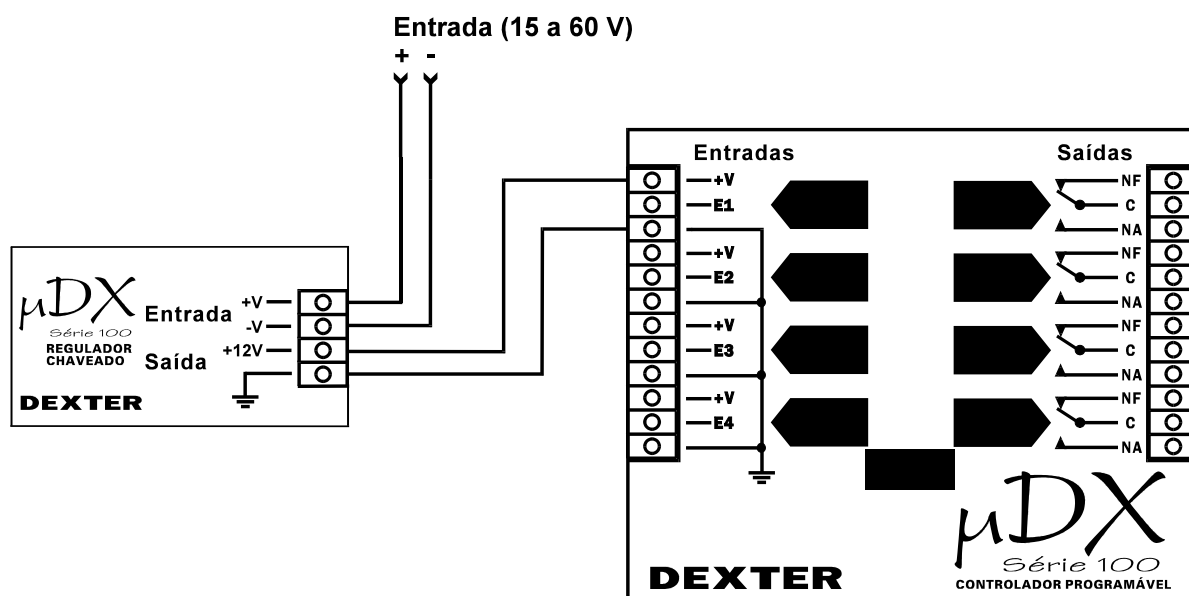 Entrada (15 a 60 V)
+ -
µDX
Série 100
REGULADOR
CHAVEADO
DEXTER
Entrada
+V
-V
Saída
+12V
Entradas
+V
E1
+V
E2
+V
E3
+V
E4
Saídas
NF
C
NA
NF
C
NA
NF
C
NA
NF
C
NA
DEXTER
µDX
Série 100
CONTROLADOR PROGRAMÁVEL